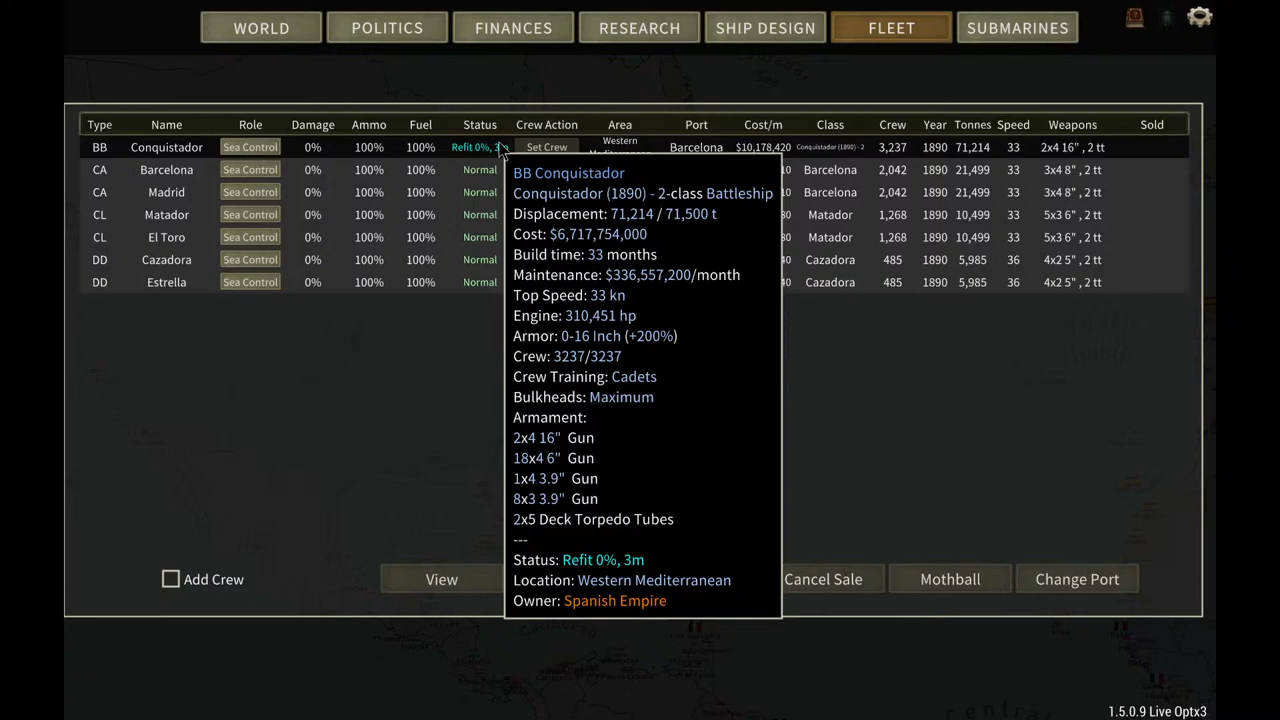 WORLD POLITICS FINANCES RESEARCH SHIP DESIGN FLEET SUBMARINES
Type Name Role Damage Ammo Fuel Status Crew Action Area Port Cost/m Class Crew Year Tonnes Speed Weapons Sold
BB Conquistador Sea Control 0% 100% 100% Refit 0%, 3m Set Crew Western Mediterranean Barcelona $10,178,420 Conquistador (1890) - 2 3,237 1890 71,214 33 2x4 16" , 2 tt
CA Barcelona Sea Control 0% 100% 100% Normal Barcelona 2,042 1890 21,499 33 3x4 8" , 2 tt
CA Madrid Sea Control 0% 100% 100% Normal Barcelona 2,042 1890 21,499 33 3x4 8" , 2 tt
CL Matador Sea Control 0% 100% 100% Normal Matador 1,268 1890 10,499 33 5x3 6" , 2 tt
CL El Toro Sea Control 0% 100% 100% Normal Matador 1,268 1890 10,499 33 5x3 6" , 2 tt
DD Cazadora Sea Control 0% 100% 100% Normal Cazadora 485 1890 5,985 36 4x2 5" , 2 tt
DD Estrella Sea Control 0% 100% 100% Normal Cazadora 485 1890 5,985 36 4x2 5" , 2 tt
BB Conquistador
Conquistador (1890) - 2-class Battleship
Displacement: 71,214 / 71,500 t
Cost: $6,717,754,000
Build time: 33 months
Maintenance: $336,557,200/month
Top Speed: 33 kn
Engine: 310,451 hp
Armor: 0-16 Inch (+200%)
Crew: 3237/3237
Crew Training: Cadets
Bulkheads: Maximum
Armament:
2x4 16" Gun
18x4 6" Gun
1x4 3.9" Gun
8x3 3.9" Gun
2x5 Deck Torpedo Tubes
---
Status: Refit 0%, 3m
Location: Western Mediterranean
Owner: Spanish Empire
Add Crew View Cancel Sale Mothball Change Port
1.5.0.9 Live Optx3